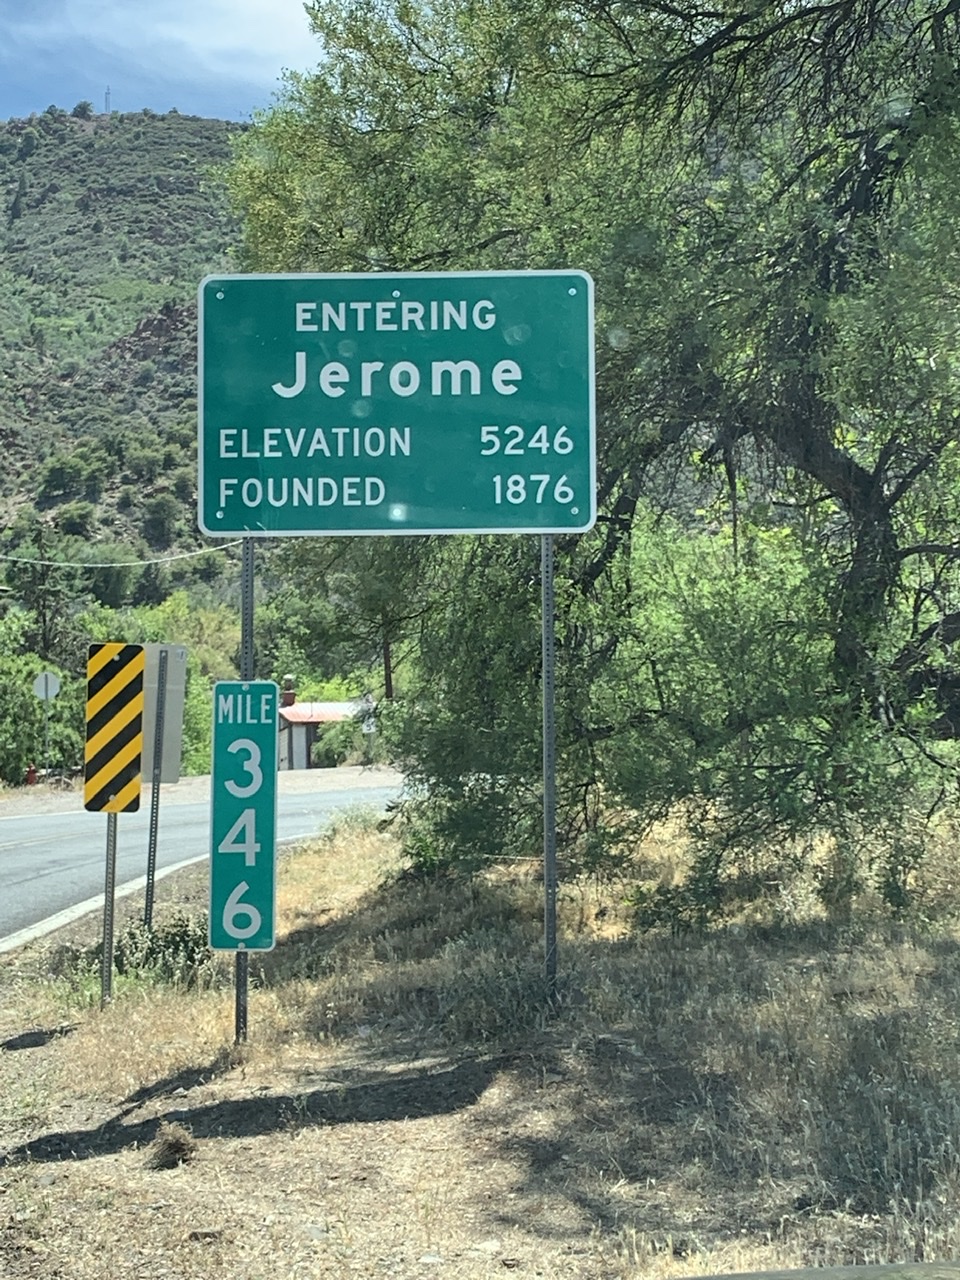 ENTERING
Jerome
ELEVATION 5246
FOUNDED 1876
MILE
3
4
6